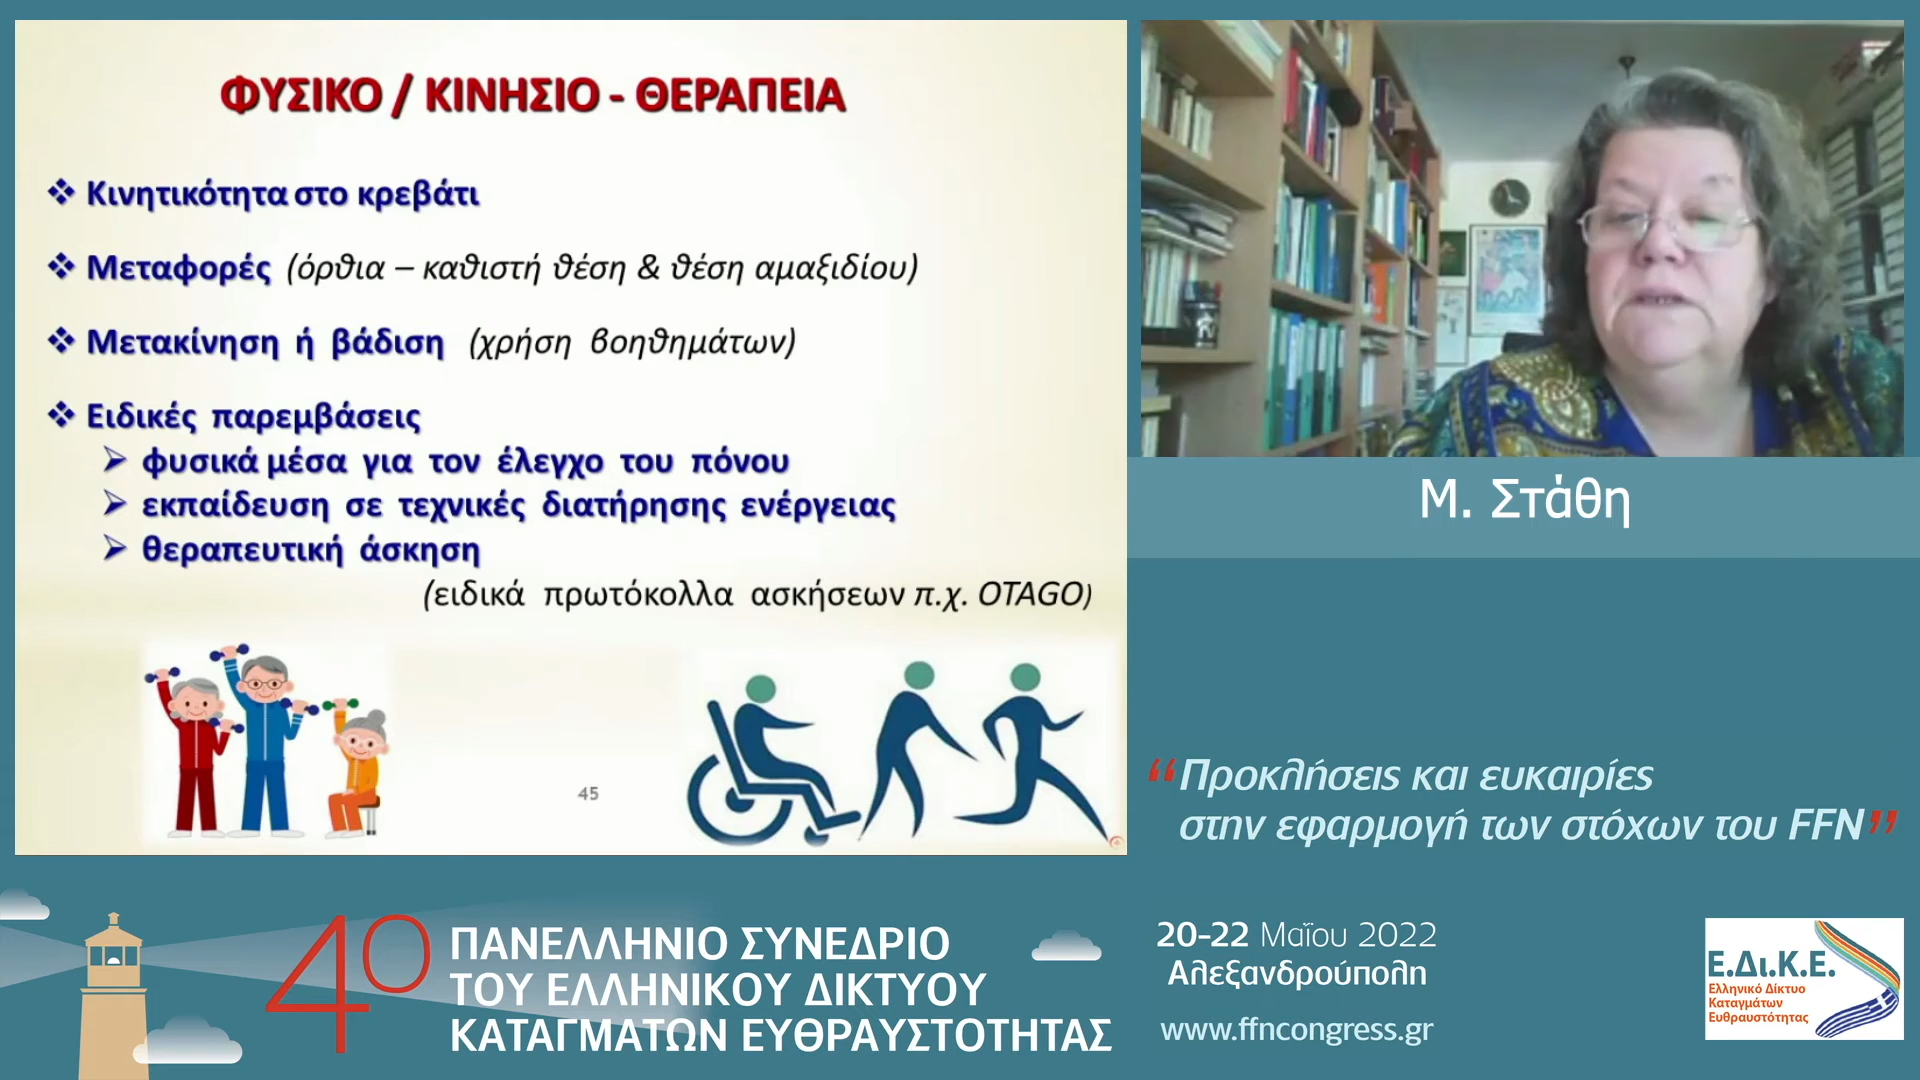 ΦΥΣΙΚΟ / ΚΙΝΗΣΙΟ - ΘΕΡΑΠΕΙΑ
❖ Κινητικότητα στο κρεβάτι
❖ Μεταφορές (όρθια – καθιστή θέση & θέση αμαξιδίου)
❖ Μετακίνηση ή βάδιση (χρήση βοηθημάτων)
❖ Ειδικές παρεμβάσεις
➢ φυσικά μέσα για τον έλεγχο του πόνου
➢ εκπαίδευση σε τεχνικές διατήρησης ενέργειας
➢ θεραπευτική άσκηση
(ειδικά πρωτόκολλα ασκήσεων π.χ. OTAGO)
45
Μ. Στάθη
“Προκλήσεις και ευκαιρίες
στην εφαρμογή των στόχων του FFN”
4ο
ΠΑΝΕΛΛΗΝΙΟ ΣΥΝΕΔΡΙΟ
ΤΟΥ ΕΛΛΗΝΙΚΟΥ ΔΙΚΤΥΟΥ
ΚΑΤΑΓΜΑΤΩΝ ΕΥΘΡΑΥΣΤΟΤΗΤΑΣ
20-22 Μαΐου 2022
Αλεξανδρούπολη
www.ffncongress.gr
Ε.Δι.Κ.Ε.
Ελληνικό Δίκτυο
Καταγμάτων
Ευθραυστότητας